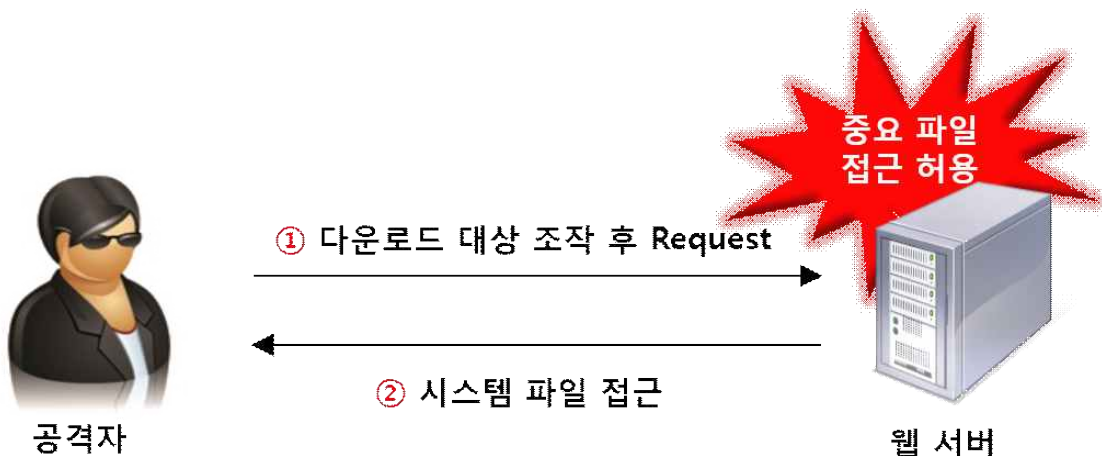 중요 파일
접근 허용
① 다운로드 대상 조작 후 Request
② 시스템 파일 접근
공격자
웹 서버